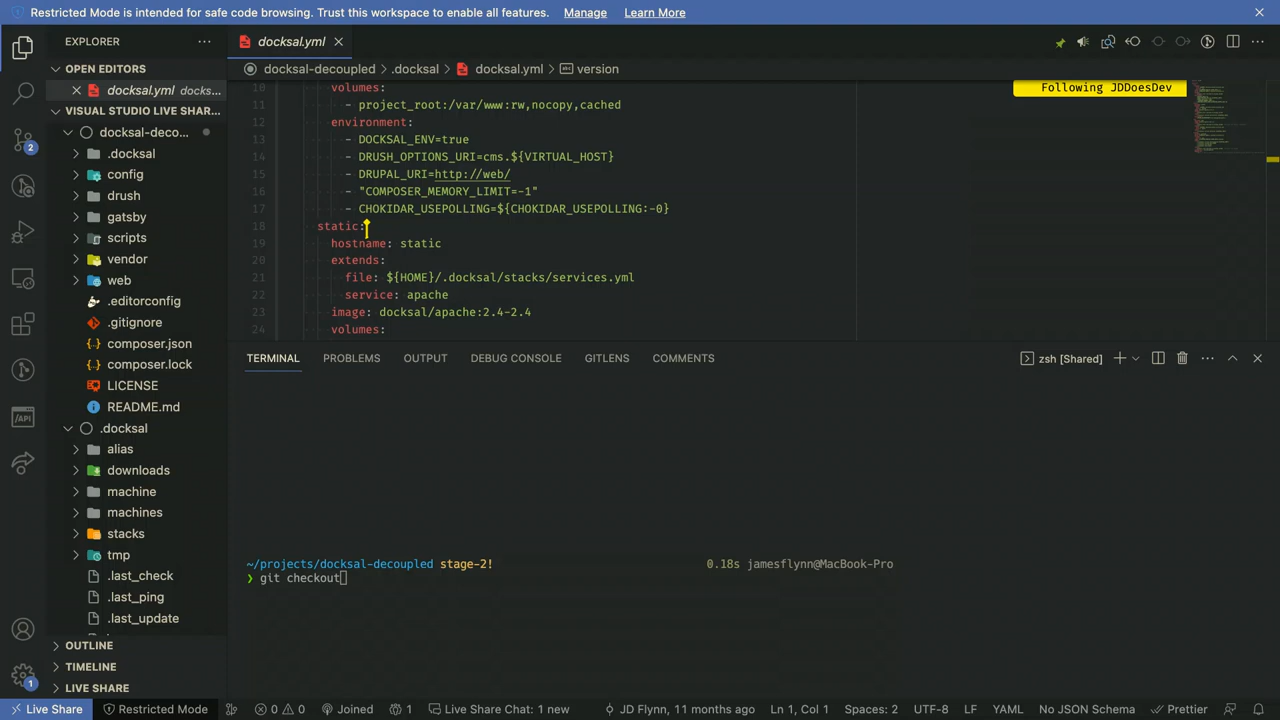 Restricted Mode is intended for safe code browsing. Trust this workspace to enable all features. Manage Learn More
EXPLORER
docksal.yml
OPEN EDITORS
docksal.yml docks...
VISUAL STUDIO LIVE SHAR...
docksal-deco...
.docksal
config
drush
gatsby
scripts
vendor
web
.editorconfig
.gitignore
composer.json
composer.lock
LICENSE
README.md
.docksal
alias
downloads
machine
machines
stacks
tmp
.last_check
.last_ping
.last_update
OUTLINE
TIMELINE
LIVE SHARE
docksal-decoupled > .docksal > docksal.yml > version
Following JDDoesDev
10 volumes:
11 - project_root:/var/www:rw,nocopy,cached
12 environment:
13 - DOCKSAL_ENV=true
14 - DRUSH_OPTIONS_URI=cms.${VIRTUAL_HOST}
15 - DRUPAL_URI=http://web/
16 - "COMPOSER_MEMORY_LIMIT=-1"
17 - CHOKIDAR_USEPOLLING=${CHOKIDAR_USEPOLLING:-0}
18 static:
19 hostname: static
20 extends:
21 file: ${HOME}/.docksal/stacks/services.yml
22 service: apache
23 image: docksal/apache:2.4-2.4
24 volumes:
TERMINAL PROBLEMS OUTPUT DEBUG CONSOLE GITLENS COMMENTS
zsh [Shared]
~/projects/docksal-decoupled stage-2! 0.18s jamesflynn@MacBook-Pro
❯ git checkout
2
/API
1
Live Share Restricted Mode 0 0 Joined 1 Live Share Chat: 1 new JD Flynn, 11 months ago Ln 1, Col 1 Spaces: 2 UTF-8 LF YAML No JSON Schema Prettier